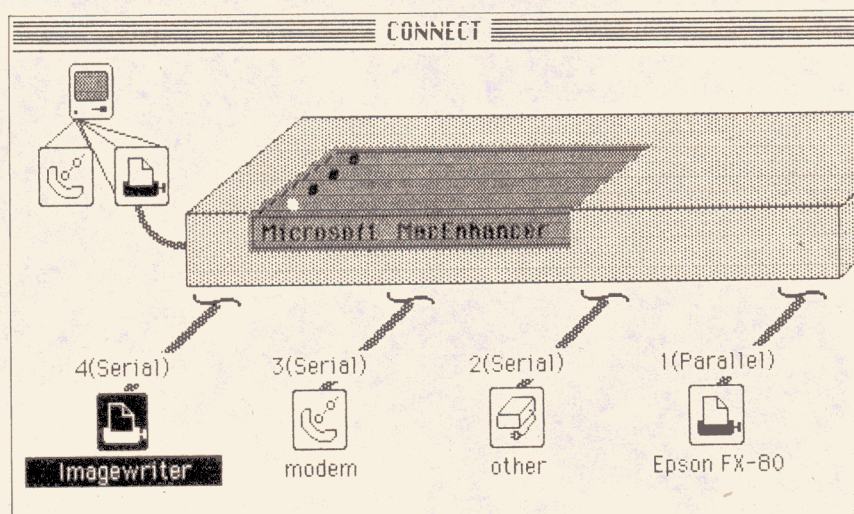 CONNECT
Microsoft MacEnhancer
4(Serial) 3(Serial) 2(Serial) 1(Parallel)
Imagewriter modem other Epson FX-80